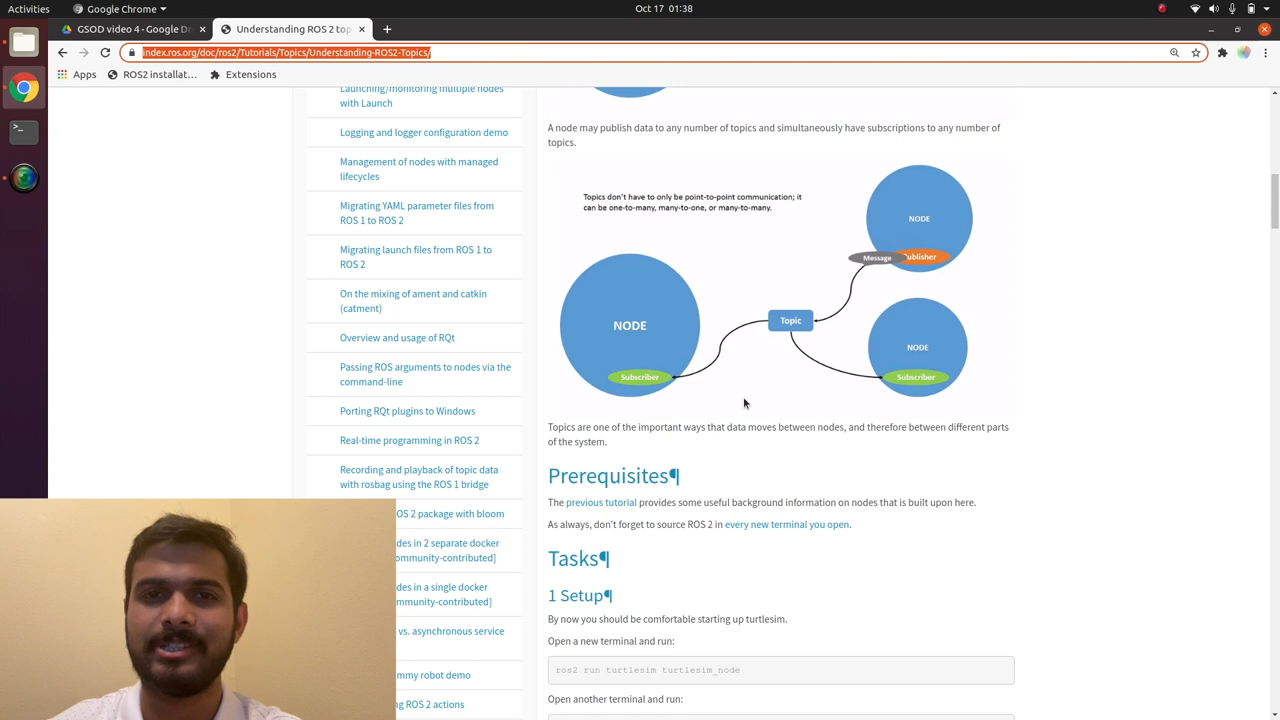 Activities
Google Chrome
Oct 17 01:38
GSOD video 4 - Google Dr
Understanding ROS 2 top
index.ros.org/doc/ros2/Tutorials/Topics/Understanding-ROS2-Topics/
Apps
ROS2 installat…
Extensions
Launching/monitoring multiple nodes
with Launch
Logging and logger configuration demo
Management of nodes with managed
lifecycles
Migrating YAML parameter files from
ROS 1 to ROS 2
Migrating launch files from ROS 1 to
ROS 2
On the mixing of ament and catkin
(catment)
Overview and usage of RQt
Passing ROS arguments to nodes via the
command-line
Porting RQt plugins to Windows
Real-time programming in ROS 2
Recording and playback of topic data
with rosbag using the ROS 1 bridge
OS 2 package with bloom
des in 2 separate docker
ommunity-contributed]
des in a single docker
mmunity-contributed]
vs. asynchronous service
mmy robot demo
ng ROS 2 actions
A node may publish data to any number of topics and simultaneously have subscriptions to any number of
topics.
Topics don't have to only be point-to-point communication; it
can be one-to-many, many-to-one, or many-to-many.
NODE
Message
ublisher
NODE
Topic
NODE
Subscriber
Subscriber
Topics are one of the important ways that data moves between nodes, and therefore between different parts
of the system.
Prerequisites¶
The previous tutorial provides some useful background information on nodes that is built upon here.
As always, don't forget to source ROS 2 in every new terminal you open.
Tasks¶
1 Setup¶
By now you should be comfortable starting up turtlesim.
Open a new terminal and run:
ros2 run turtlesim turtlesim_node
Open another terminal and run: